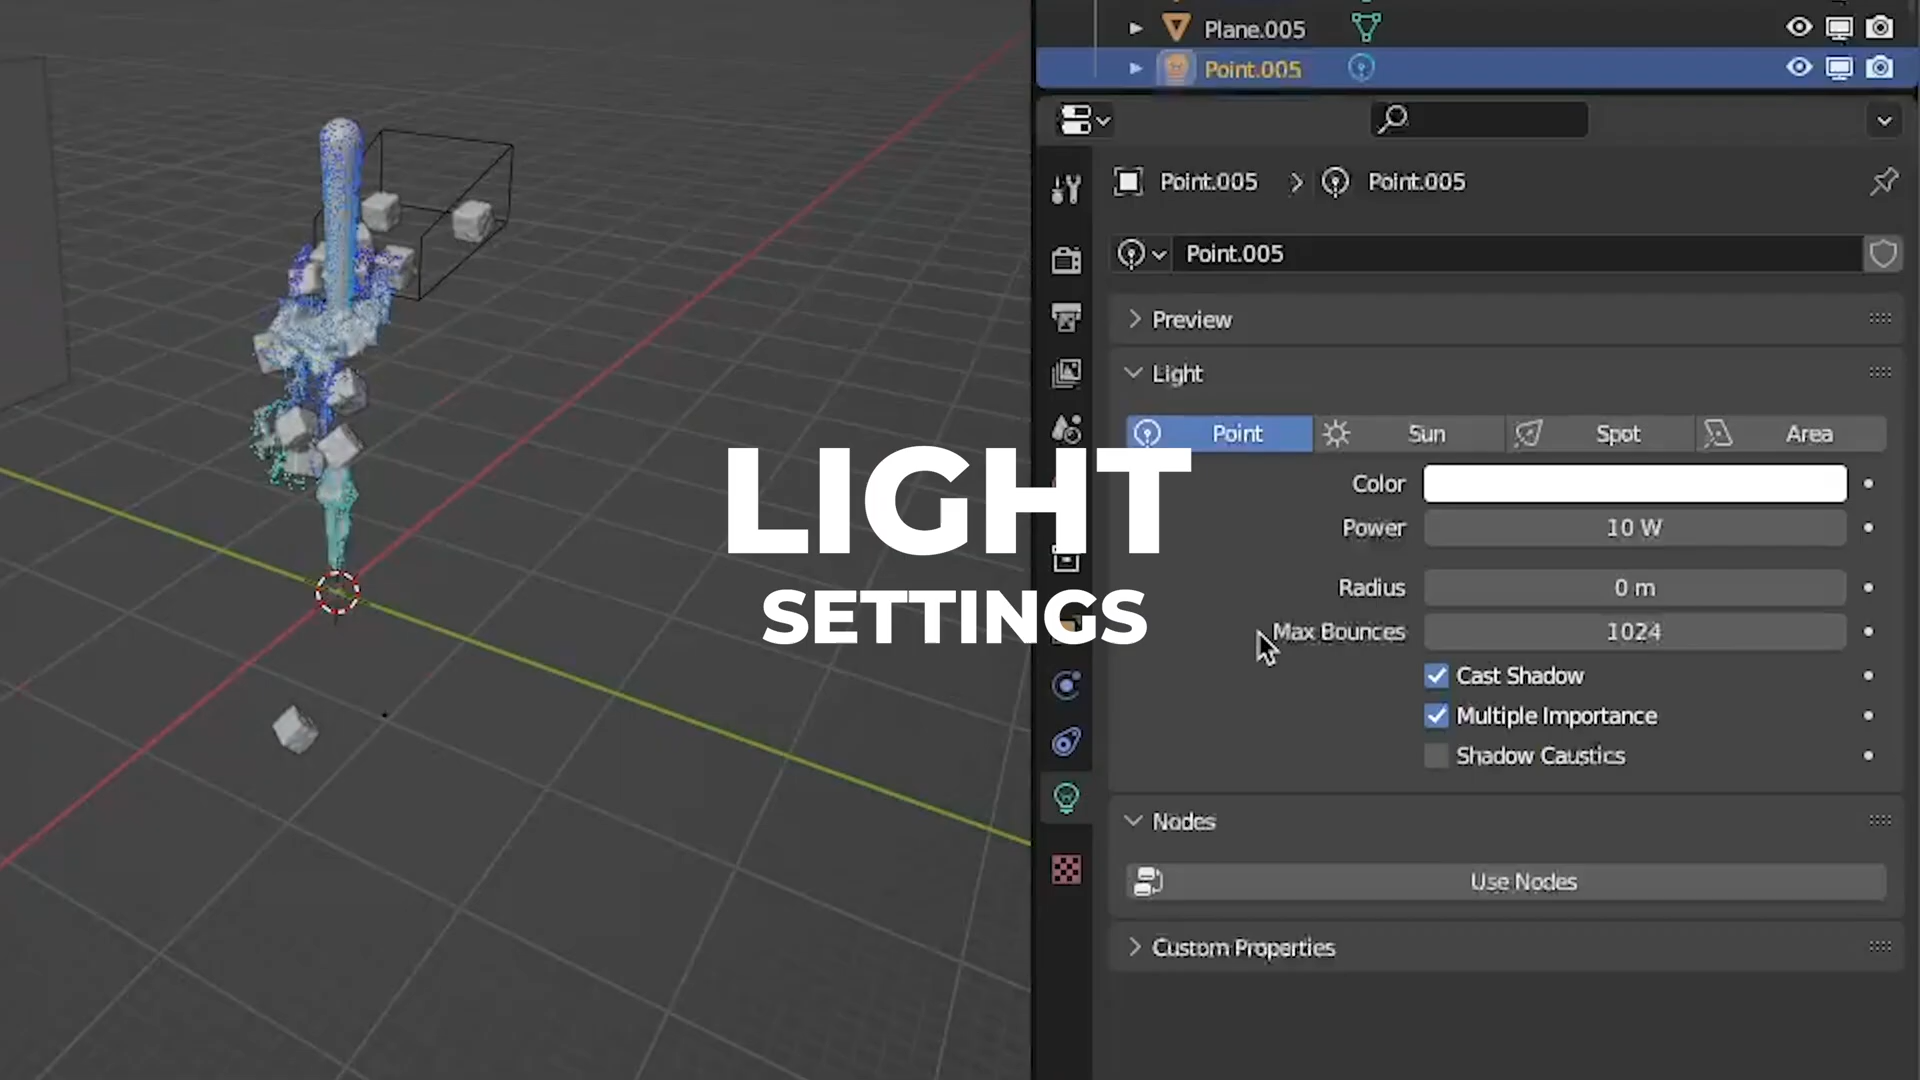 Plane.005
Point.005
Point.005 Point.005
Point.005
Preview
Light
Point Sun Spot Area
Color
Power 10 W
Radius 0 m
Max Bounces 1024
Cast Shadow
Multiple Importance
Shadow Caustics
Nodes
Use Nodes
Custom Properties
LIGHT
SETTINGS